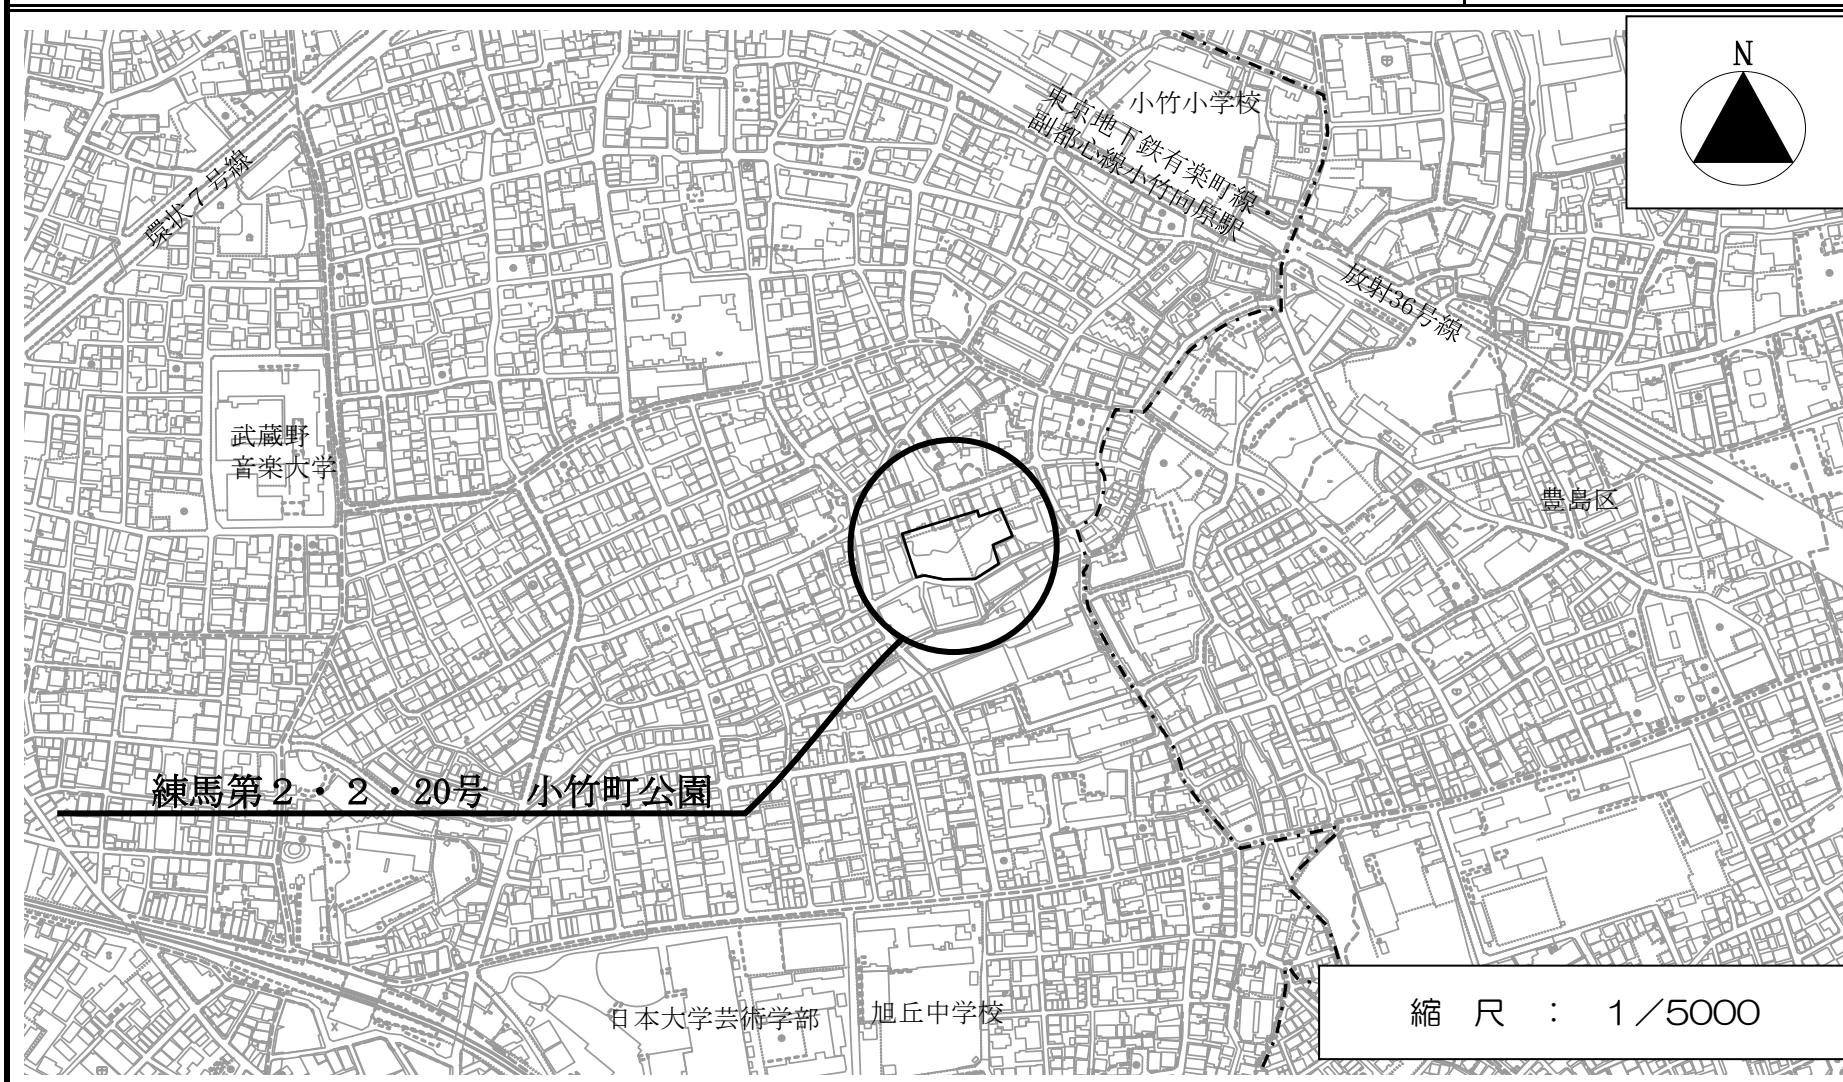 N
小竹小学校
東京地下鉄有楽町線・
副都心線小竹向原駅
環状７号線
放射36号線
武蔵野
音楽大学
豊島区
練馬第２・２・20号　小竹町公園
日本大学芸術学部
旭丘中学校
縮　尺　：　１／5000